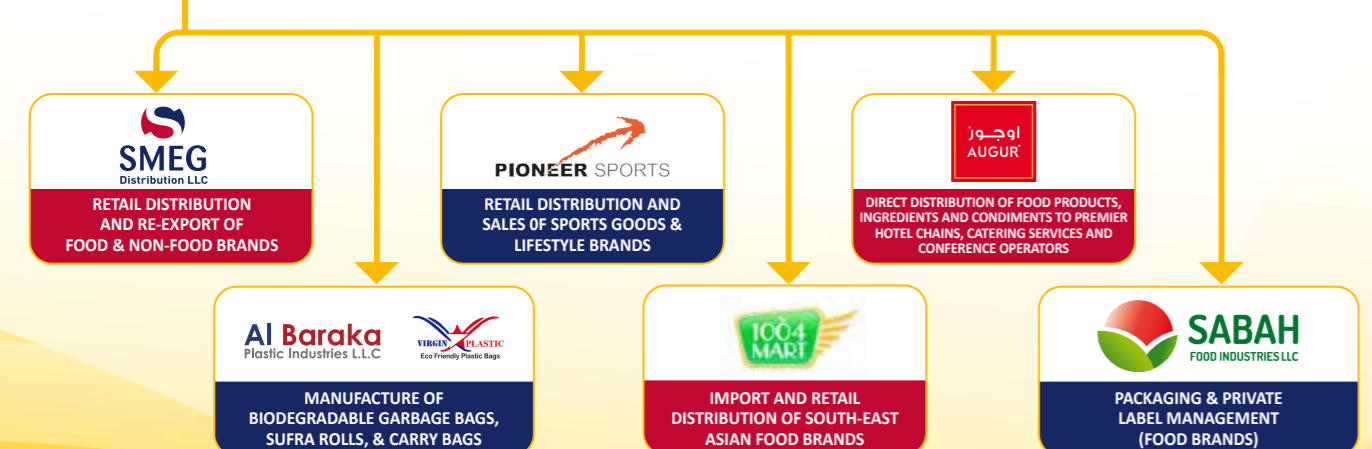 SMEG
Distribution LLC
RETAIL DISTRIBUTION
AND RE-EXPORT OF
FOOD & NON-FOOD BRANDS
PIONEER SPORTS
RETAIL DISTRIBUTION AND
SALES 0F SPORTS GOODS &
LIFESTYLE BRANDS
اوجوز
AUGUR
DIRECT DISTRIBUTION OF FOOD PRODUCTS,
INGREDIENTS AND CONDIMENTS TO PREMIER
HOTEL CHAINS, CATERING SERVICES AND
CONFERENCE OPERATORS
Al Baraka
Plastic Industries L.L.C
VIRGIN PLASTIC
Eco Friendly Plastic Bags
MANUFACTURE OF
BIODEGRADABLE GARBAGE BAGS,
SUFRA ROLLS, & CARRY BAGS
1004
MART
IMPORT AND RETAIL
DISTRIBUTION OF SOUTH-EAST
ASIAN FOOD BRANDS
SABAH
FOOD INDUSTRIES LLC
PACKAGING & PRIVATE
LABEL MANAGEMENT
(FOOD BRANDS)